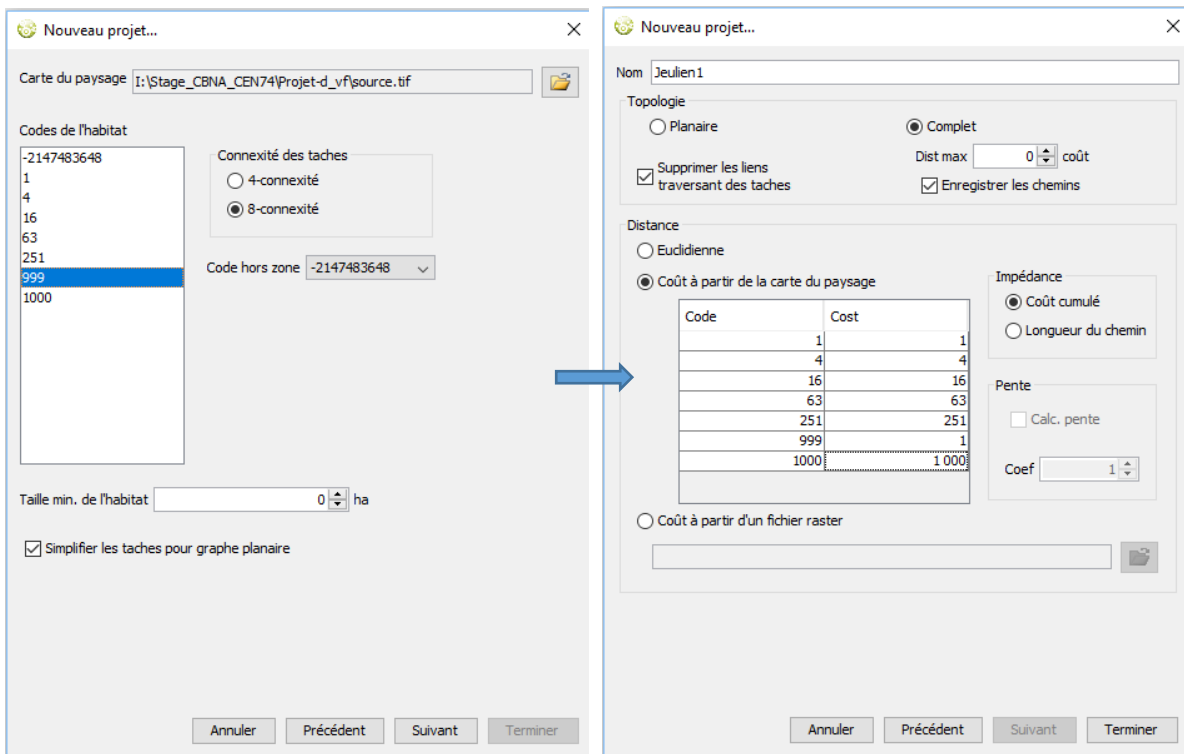 Nouveau projet...
Carte du paysage I:\Stage_CBNA_CEN74\Projet-d_vf\source.tif
Codes de l'habitat
-2147483648
1
4
16
63
251
999
1000
Connexité des taches
4-connexité
8-connexité
Code hors zone -2147483648
Taille min. de l'habitat 0 ha
Simplifier les taches pour graphe planaire
Annuler Précédent Suivant Terminer
Nouveau projet...
Nom Jeulien1
Topologie
Planaire Complet
Dist max 0 coût
Supprimer les liens
traversant des taches
Enregistrer les chemins
Distance
Euclidienne
Coût à partir de la carte du paysage
Code Cost
1 1
4 4
16 16
63 63
251 251
999 1
1000 1 000
Impédance
Coût cumulé
Longueur du chemin
Pente
Calc. pente
Coef 1
Coût à partir d'un fichier raster
Annuler Précédent Suivant Terminer